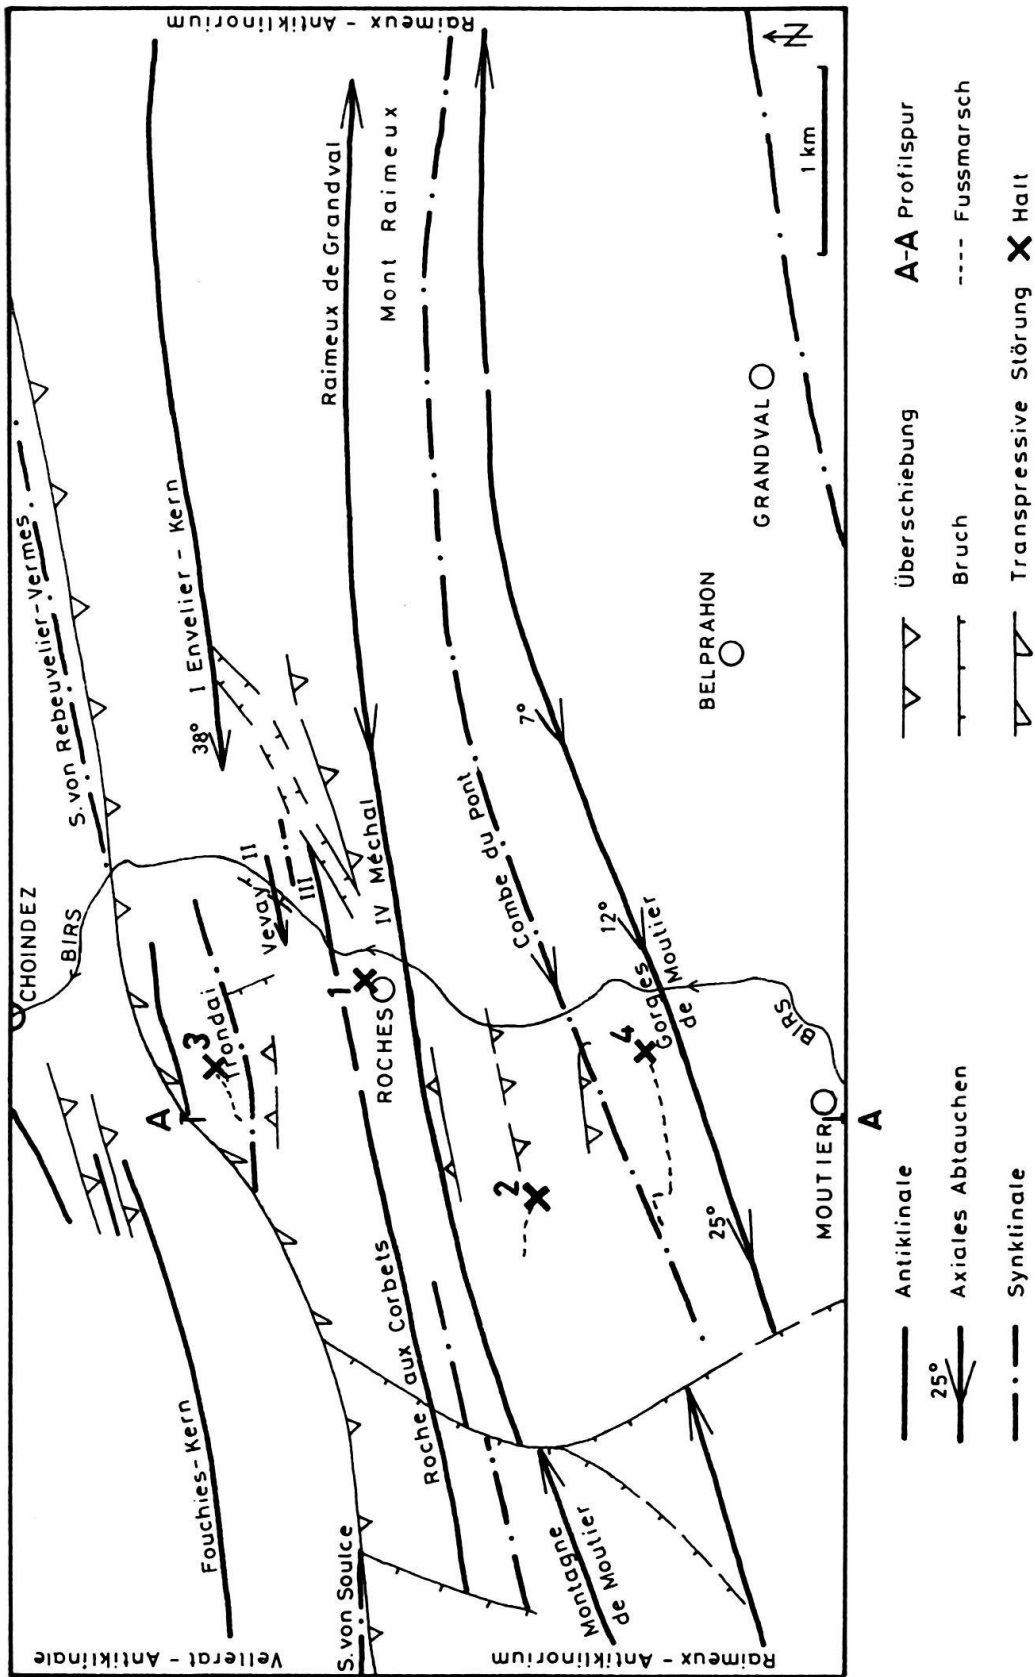 CHOINDEZ
BIRS
S. von Rebeuvelier-Vermes
Vellerat - Antiklinale
Fouchies-Kern
A
3
Trondai
38°
I Envelier - Kern
Raimeux - Antiklinorium
Vevay II
III
1
ROCHES
IV Méchal
Raimeux de Grandval
Mont Raimeux
S. von Soulce
Roche aux Corbets
2
Combe du Pont
7°
12°
4
Gorges
de Moutier
25°
Montagne
de Moutier
Raimeux - Antiklinorium
BIRS
MOUTIER
A
BELPRAHON
GRANDVAL
1 km
N
Antiklinale
25°
Axiales Abtauchen
Synklinale
Überschiebung
Bruch
Transpressive Störung
A-A Profilspur
Fussmarsch
Halt